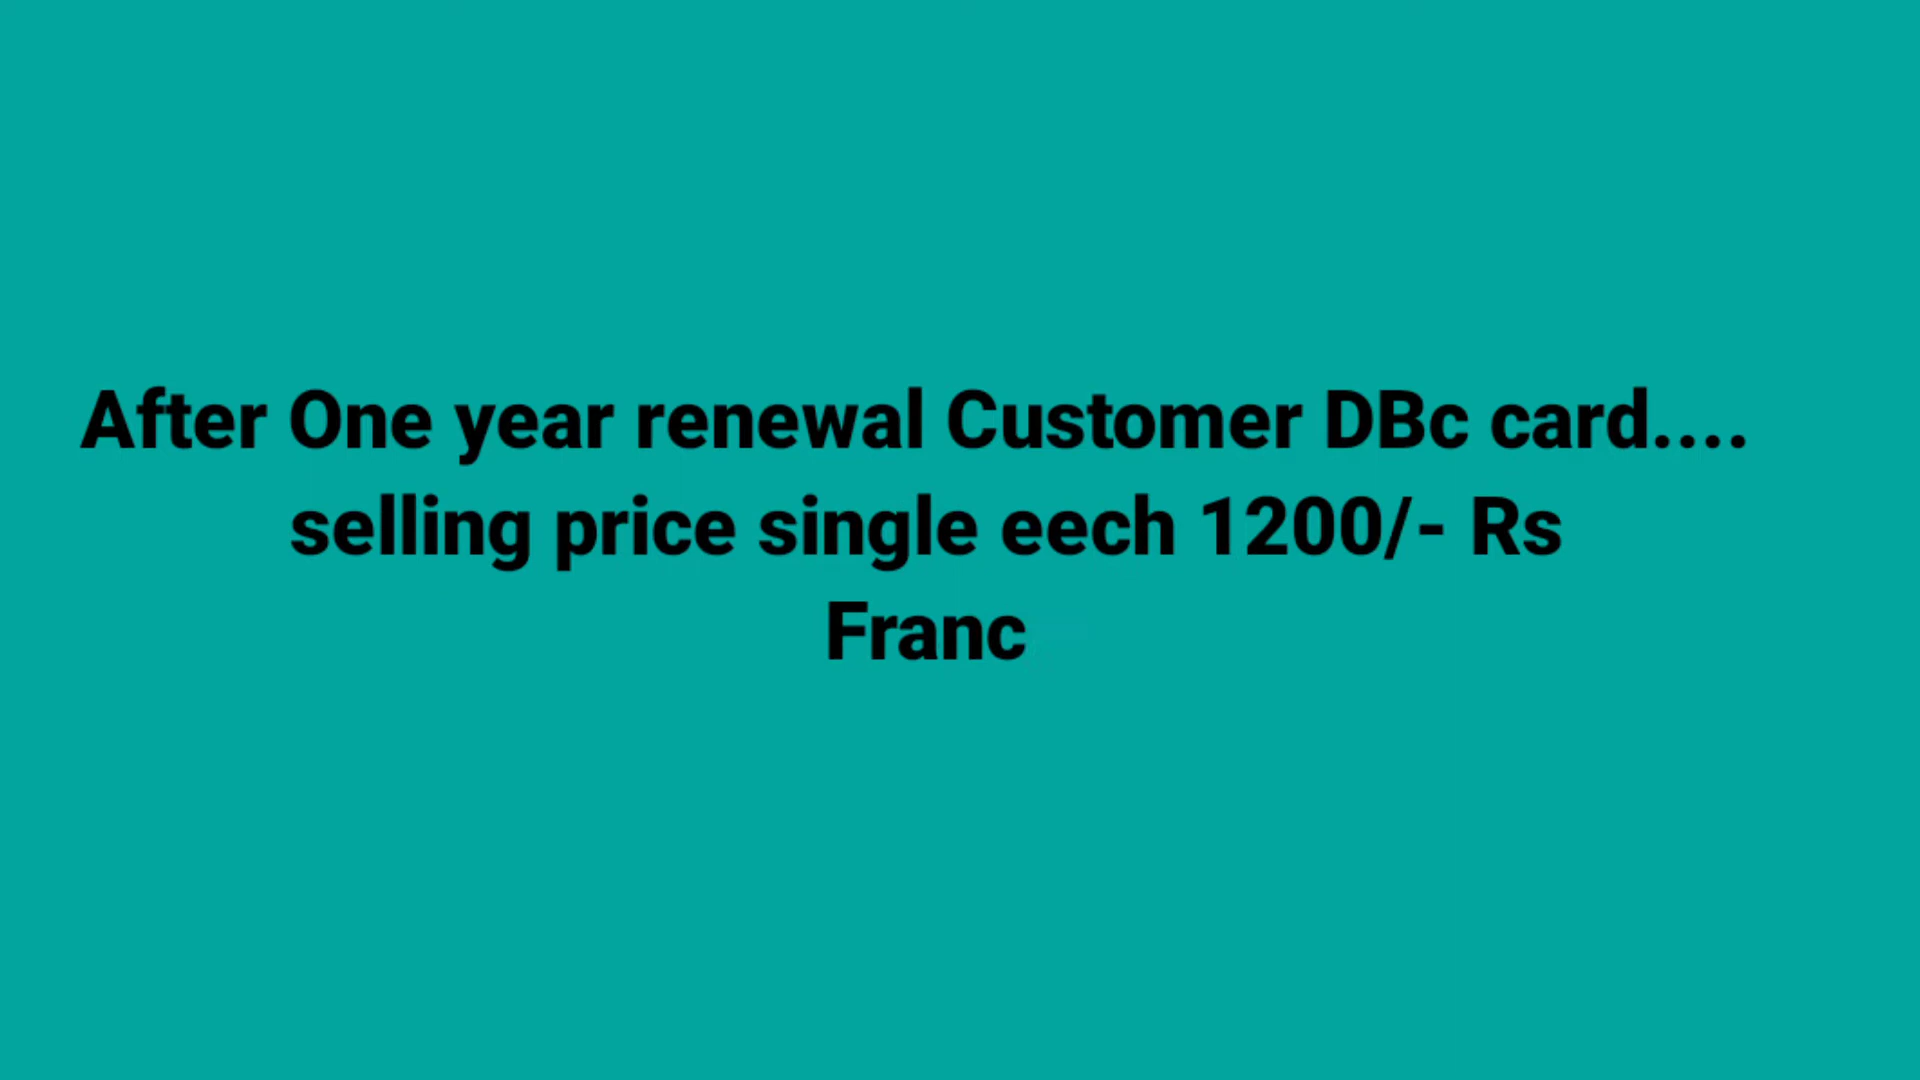 After One year renewal Customer DBc card....
selling price single eech 1200/- Rs
Franc